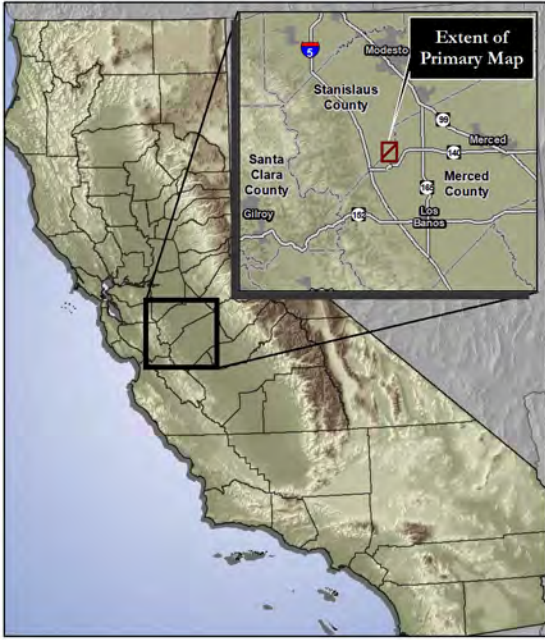 Extent of
Primary Map
5
Modesto
Stanislaus
County
99
Merced
140
Santa
Clara
County
Merced
County
165
Gilroy
152
Los
Banos